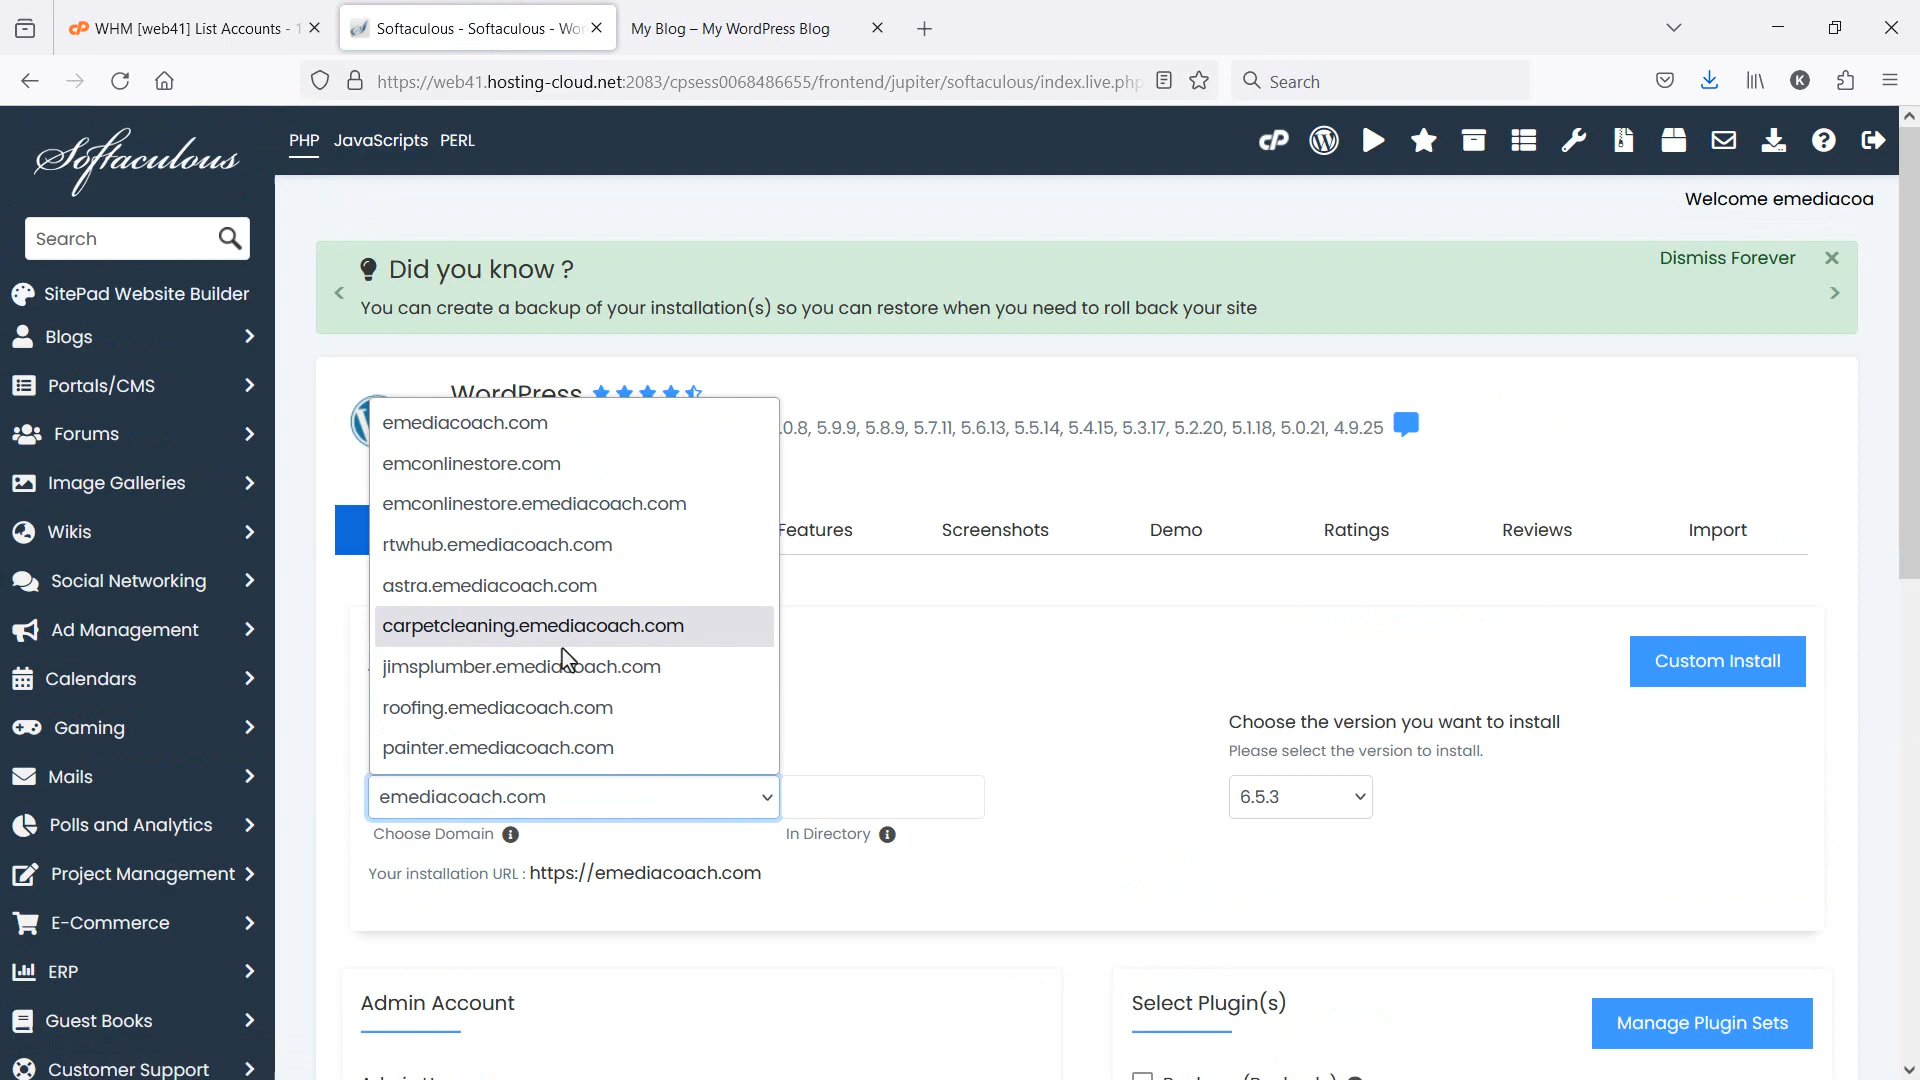 WHM [web41] List Accounts - 1
Softaculous - Softaculous - Wor
My Blog – My WordPress Blog
https://web41.hosting-cloud.net:2083/cpsess0068486655/frontend/jupiter/softaculous/index.live.php
Search
K
Softaculous
PHP JavaScripts PERL
Welcome emediacoa
Search
Did you know ?
Dismiss Forever
You can create a backup of your installation(s) so you can restore when you need to roll back your site
SitePad Website Builder
Blogs
Portals/CMS
Forums
Image Galleries
Wikis
Social Networking
Ad Management
Calendars
Gaming
Mails
Polls and Analytics
Project Management
E-Commerce
ERP
Guest Books
Customer Support
WordPress
.0.8, 5.9.9, 5.8.9, 5.7.11, 5.6.13, 5.5.14, 5.4.15, 5.3.17, 5.2.20, 5.1.18, 5.0.21, 4.9.25
Features
Screenshots
Demo
Ratings
Reviews
Import
emediacoach.com
emconlinestore.com
emconlinestore.emediacoach.com
rtwhub.emediacoach.com
astra.emediacoach.com
carpetcleaning.emediacoach.com
jimsplumber.emediacoach.com
roofing.emediacoach.com
painter.emediacoach.com
Custom Install
Choose the version you want to install
Please select the version to install.
emediacoach.com
6.5.3
Choose Domain
In Directory
Your installation URL : https://emediacoach.com
Admin Account
Select Plugin(s)
Manage Plugin Sets